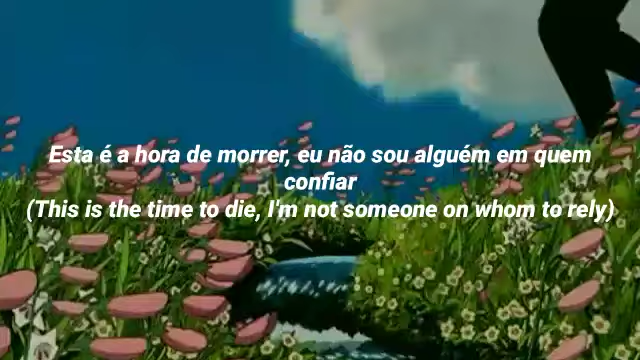 Esta é a hora de morrer, eu não sou alguém em quem
confiar
(This is the time to die, I'm not someone on whom to rely)